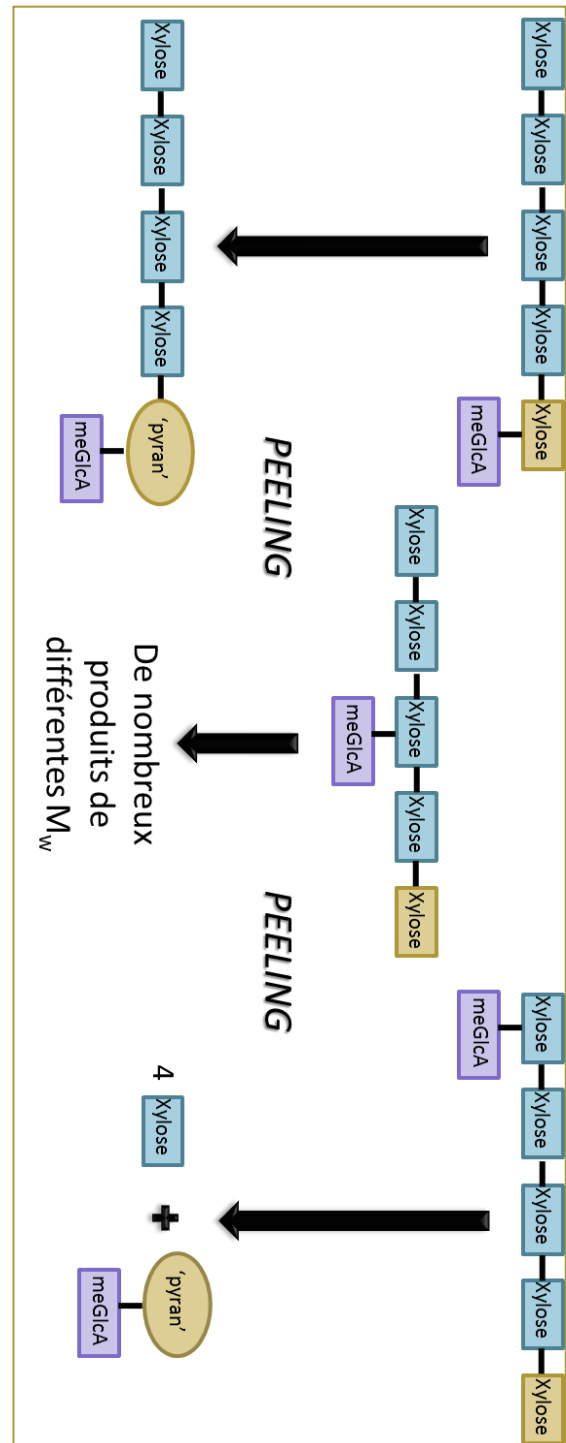 Xylose Xylose Xylose Xylose Xylose
meGlcA
Xylose Xylose Xylose Xylose Xylose
meGlcA
Xylose Xylose Xylose Xylose Xylose
meGlcA
PEELING
PEELING
Xylose Xylose Xylose Xylose 'pyran'
meGlcA
De nombreux
produits de
différentes Mw
4 Xylose + 'pyran'
meGlcA